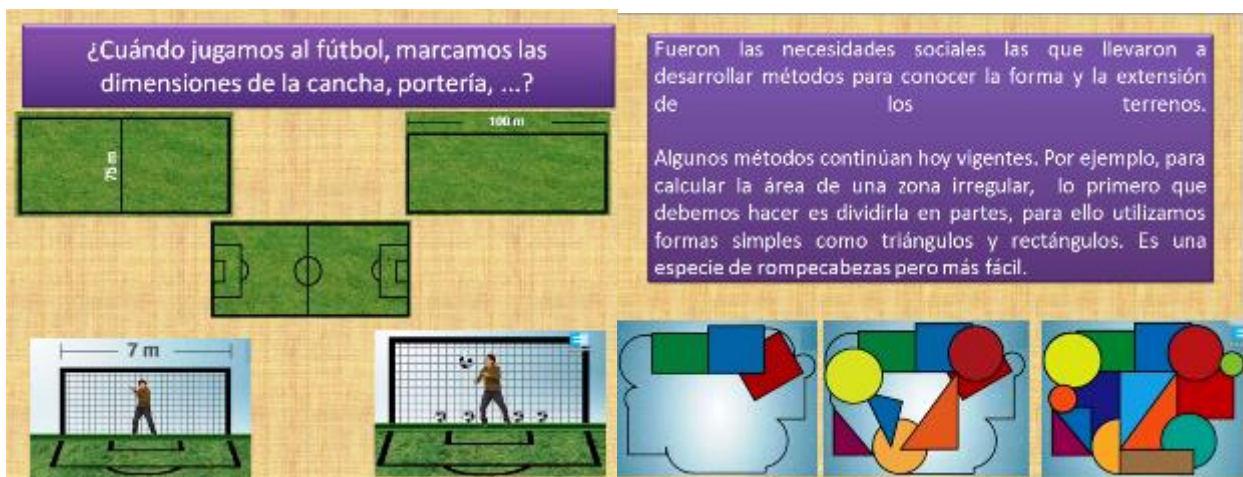 ¿Cuándo jugamos al fútbol, marcamos las
dimensiones de la cancha, portería, ...?
75 m
100 m
7 m
Fueron las necesidades sociales las que llevaron a
desarrollar métodos para conocer la forma y la extensión
de los terrenos.
Algunos métodos continúan hoy vigentes. Por ejemplo, para
calcular la área de una zona irregular, lo primero que
debemos hacer es dividirla en partes, para ello utilizamos
formas simples como triángulos y rectángulos. Es una
especie de rompecabezas pero más fácil.